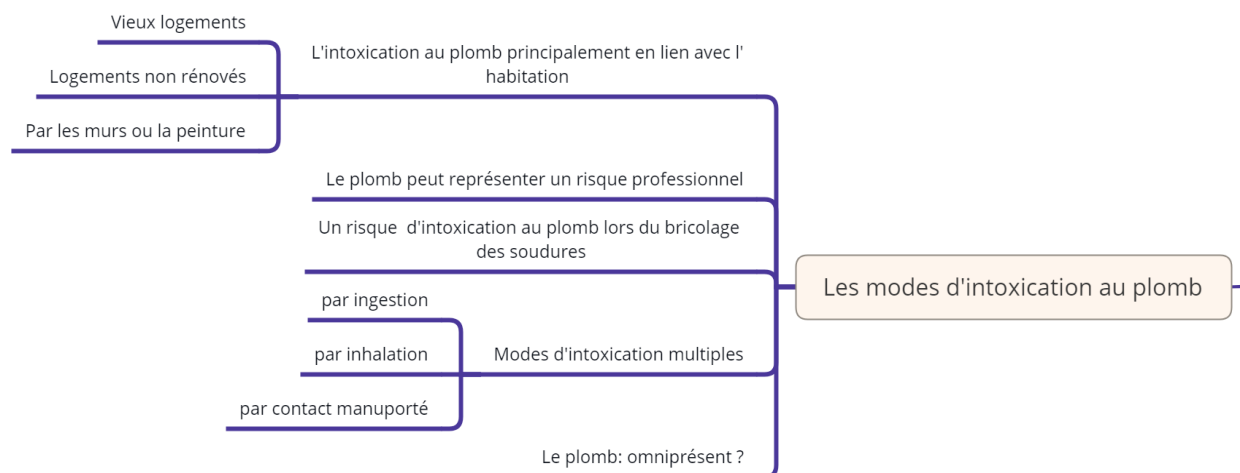 Vieux logements
Logements non rénovés
Par les murs ou la peinture
L'intoxication au plomb principalement en lien avec l'
habitation
Le plomb peut représenter un risque professionnel
Un risque  d'intoxication au plomb lors du bricolage
des soudures
par ingestion
par inhalation
par contact manuporté
Modes d'intoxication multiples
Le plomb: omniprésent ?
Les modes d'intoxication au plomb